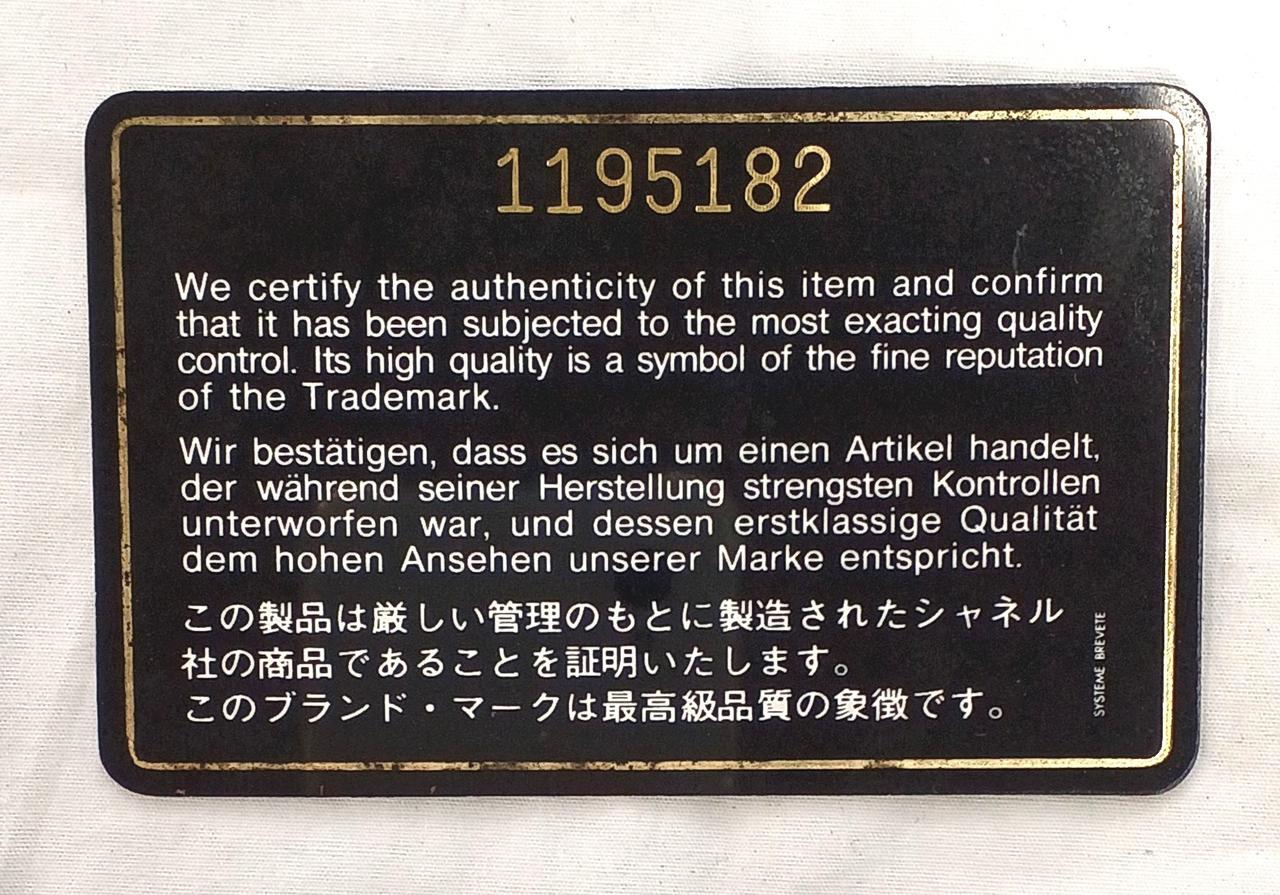 1195182
We certify the authenticity of this item and confirm
that it has been subjected to the most exacting quality
control. Its high quality is a symbol of the fine reputation
of the Trademark.
Wir bestätigen, dass es sich um einen Artikel handelt,
der während seiner Herstellung strengsten Kontrollen
unterworfen war, und dessen erstklassige Qualität
dem hohen Ansehen unserer Marke entspricht.
この製品は厳しい管理のもとに製造されたシャネル
社の商品であることを証明いたします。
このブランド・マークは最高級品質の象徴です。
SYSTEME BREVETE